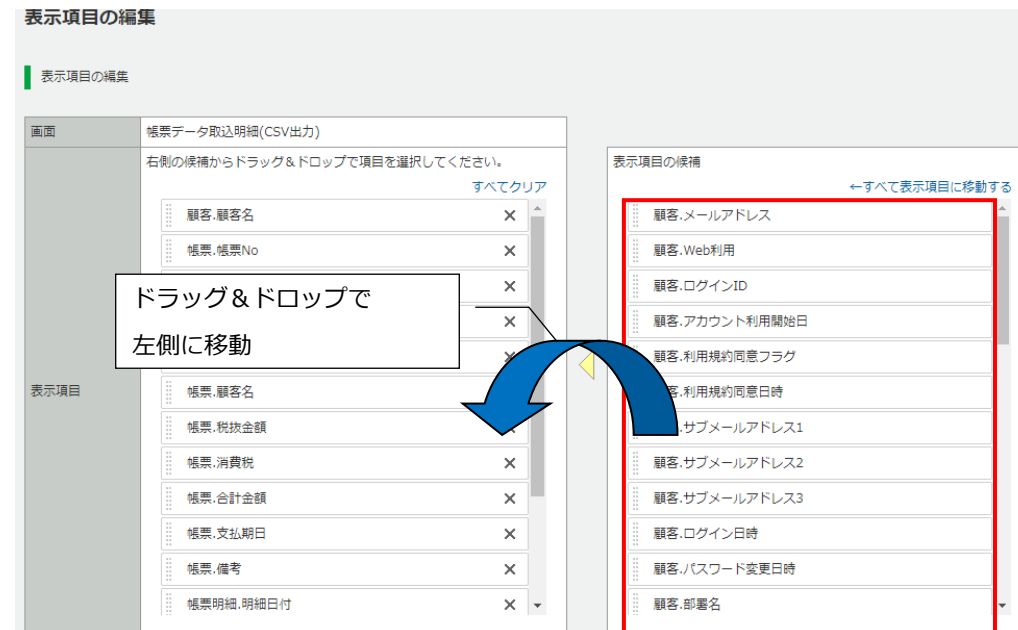 表示項目の編集
表示項目の編集
画面
帳票データ取込明細(CSV出力)
表示項目
右側の候補からドラッグ＆ドロップで項目を選択してください。
すべてクリア
顧客.顧客名
帳票.帳票No
ドラッグ＆ドロップで
左側に移動
帳票.顧客名
帳票.税抜金額
帳票.消費税
帳票.合計金額
帳票.支払期日
帳票.備考
帳票明細.明細日付
表示項目の候補
←すべて表示項目に移動する
顧客.メールアドレス
顧客.Web利用
顧客.ログインID
顧客.アカウント利用開始日
顧客.利用規約同意フラグ
客.利用規約同意日時
.サブメールアドレス1
顧客.サブメールアドレス2
顧客.サブメールアドレス3
顧客.ログイン日時
顧客.パスワード変更日時
顧客.部署名